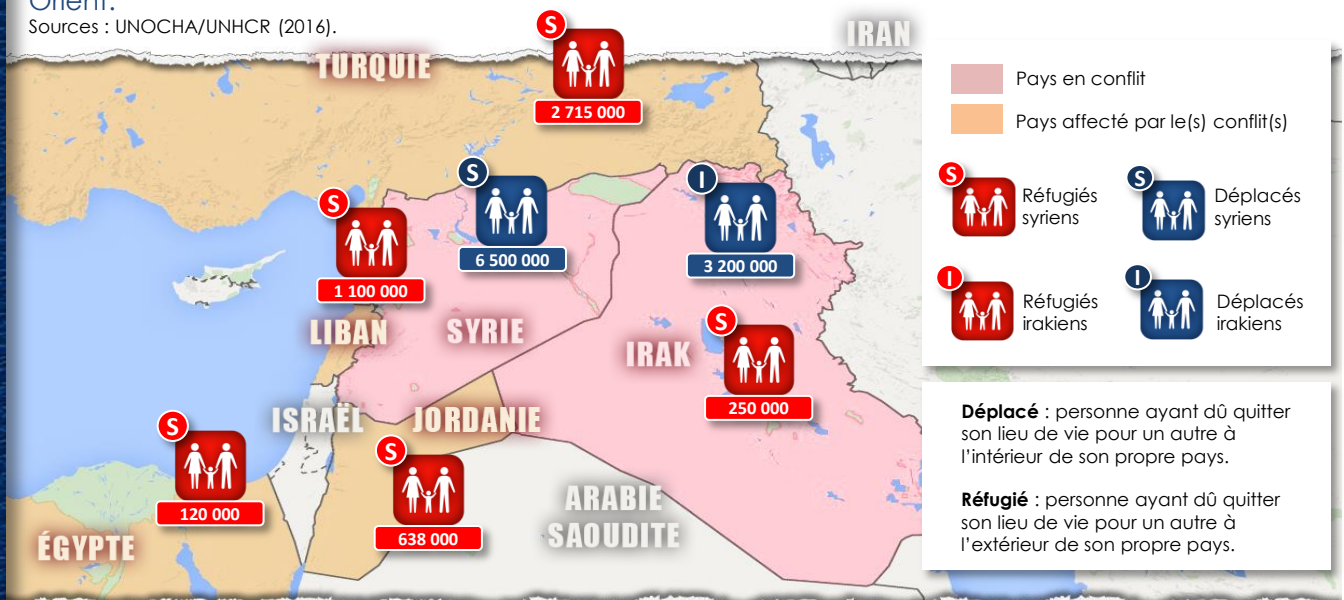 Orient.
Sources : UNOCHA/UNHCR (2016).
IRAN
TURQUIE
S
2 715 000
S
6 500 000
I
3 200 000
S
1 100 000
LIBAN
SYRIE
IRAK
S
250 000
ISRAËL
JORDANIE
S
120 000
S
638 000
ÉGYPTE
ARABIE
SAOUDITE
Pays en conflit
Pays affecté par le(s) conflit(s)
S
Réfugiés
syriens
S
Déplacés
syriens
I
Réfugiés
irakiens
I
Déplacés
irakiens
Déplacé : personne ayant dû quitter
son lieu de vie pour un autre à
l’intérieur de son propre pays.
Réfugié : personne ayant dû quitter
son lieu de vie pour un autre à
l’extérieur de son propre pays.